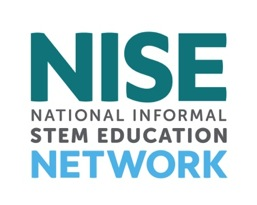 NISE
NATIONAL INFORMAL
STEM EDUCATION
NETWORK